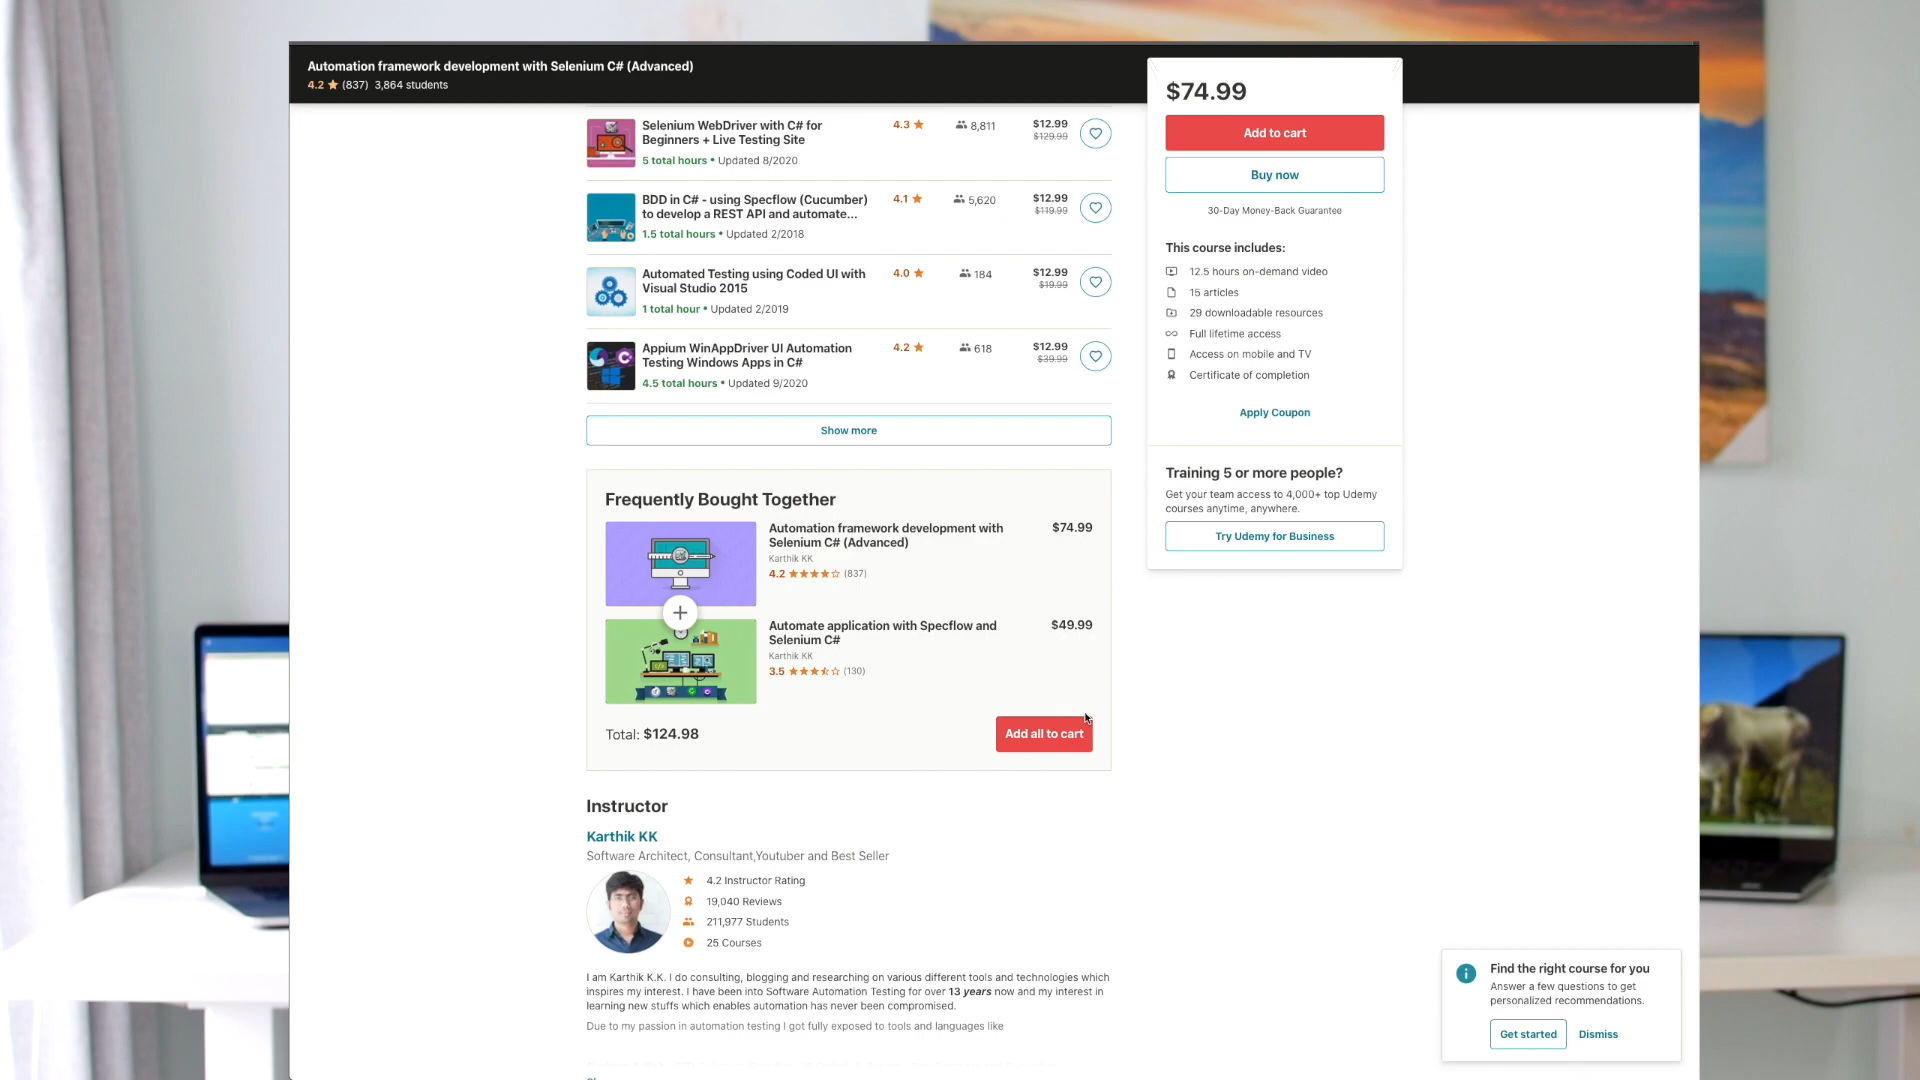 Automation framework development with Selenium C# (Advanced)
4.2 ★ (837) 3,864 students
Selenium WebDriver with C# for
Beginners + Live Testing Site
5 total hours • Updated 8/2020
4.3 ★
8,811
$12.99
$129.99
BDD in C# - using Specflow (Cucumber)
to develop a REST API and automate...
1.5 total hours • Updated 2/2018
4.1 ★
5,620
$12.99
$119.99
Automated Testing using Coded UI with
Visual Studio 2015
1 total hour • Updated 2/2019
4.0 ★
184
$12.99
$19.99
Appium WinAppDriver UI Automation
Testing Windows Apps in C#
4.5 total hours • Updated 9/2020
4.2 ★
618
$12.99
$39.99
Show more
Frequently Bought Together
Automation framework development with
Selenium C# (Advanced)
Karthik KK
4.2 ★★★★☆ (837)
$74.99
Automate application with Specflow and
Selenium C#
Karthik KK
3.5 (130)
$49.99
Total: $124.98
Add all to cart
Instructor
Karthik KK
Software Architect, Consultant,Youtuber and Best Seller
4.2 Instructor Rating
19,040 Reviews
211,977 Students
25 Courses
I am Karthik K.K. I do consulting, blogging and researching on various different tools and technologies which
inspires my interest. I have been into Software Automation Testing for over 13 years now and my interest in
learning new stuffs which enables automation has never been compromised.
Due to my passion in automation testing I got fully exposed to tools and languages like
$74.99
Add to cart
Buy now
30-Day Money-Back Guarantee
This course includes:
12.5 hours on-demand video
15 articles
29 downloadable resources
Full lifetime access
Access on mobile and TV
Certificate of completion
Apply Coupon
Training 5 or more people?
Get your team access to 4,000+ top Udemy
courses anytime, anywhere.
Try Udemy for Business
Find the right course for you
Answer a few questions to get
personalized recommendations.
Get started
Dismiss